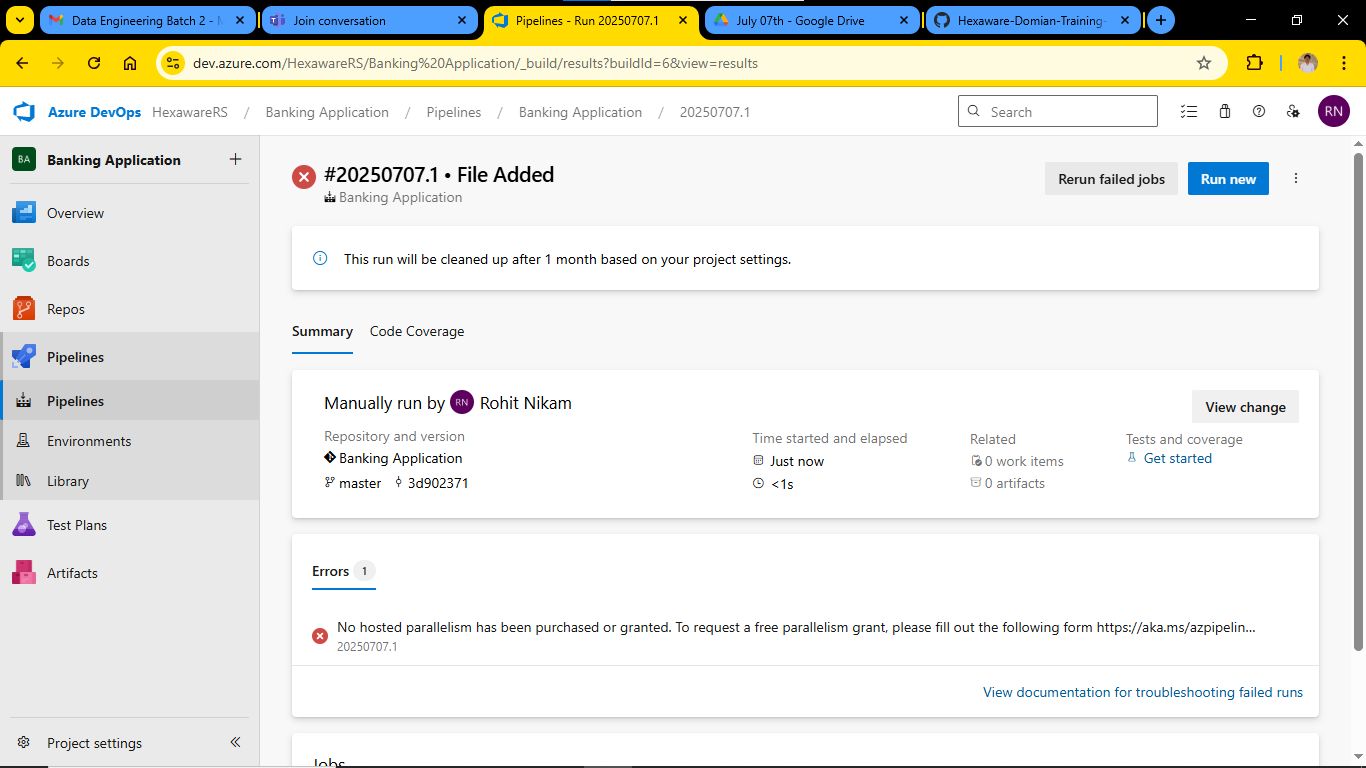 Data Engineering Batch 2 -
Join conversation
Pipelines - Run 20250707.1
July 07th - Google Drive
Hexaware-Domian-Training-
dev.azure.com/HexawareRS/Banking%20Application/_build/results?buildId=6&view=results
Azure DevOps HexawareRS / Banking Application / Pipelines / Banking Application / 20250707.1
Search
RN
BA Banking Application
Overview
Boards
Repos
Pipelines
Pipelines
Environments
Library
Test Plans
Artifacts
Project settings
#20250707.1 • File Added
Banking Application
Rerun failed jobs
Run new
This run will be cleaned up after 1 month based on your project settings.
Summary Code Coverage
Manually run by RN Rohit Nikam
View change
Repository and version
Banking Application
master 3d902371
Time started and elapsed
Just now
<1s
Related
0 work items
0 artifacts
Tests and coverage
Get started
Errors 1
No hosted parallelism has been purchased or granted. To request a free parallelism grant, please fill out the following form https://aka.ms/azpipelin...
20250707.1
View documentation for troubleshooting failed runs
Jobs